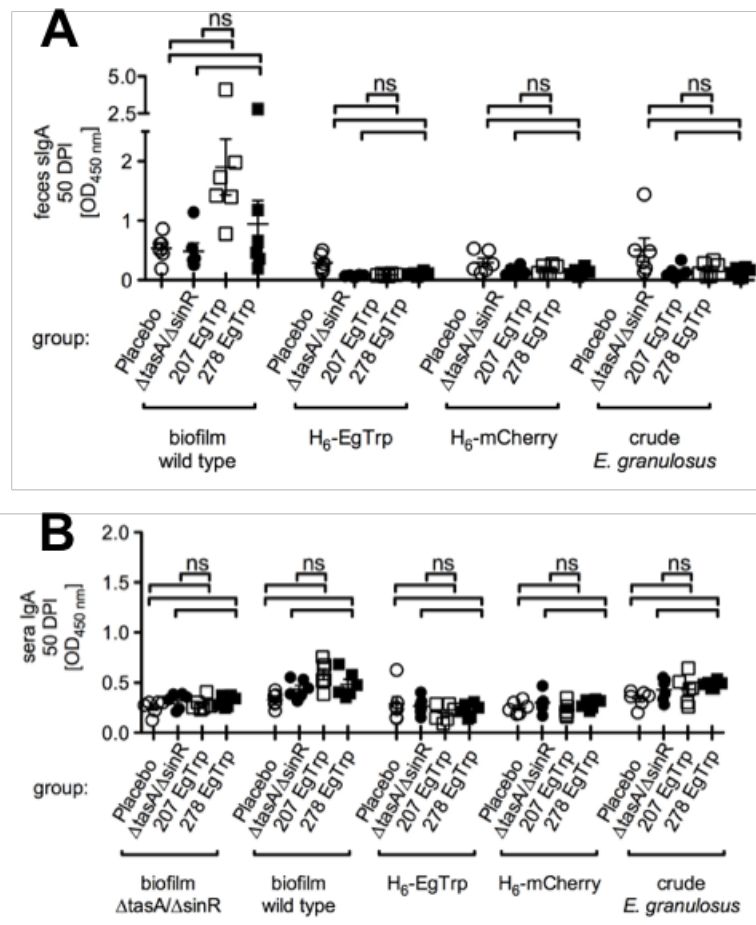 A
ns
ns
ns
ns
5.0
2.5
2
1
0
feces sIgA
50 DPI
[OD450 nm]
Placebo
ΔtasA/ΔsinR
207 EgTrp
278 EgTrp
Placebo
ΔtasA/ΔsinR
207 EgTrp
278 EgTrp
Placebo
ΔtasA/ΔsinR
207 EgTrp
278 EgTrp
Placebo
ΔtasA/ΔsinR
207 EgTrp
278 EgTrp
group:
biofilm
wild type
H6-EgTrp
H6-mCherry
crude
E. granulosus
B
ns
ns
ns
ns
ns
2.0
1.5
1.0
0.5
0.0
sera IgA
50 DPI
[OD450 nm]
Placebo
ΔtasA/ΔsinR
207 EgTrp
278 EgTrp
Placebo
ΔtasA/ΔsinR
207 EgTrp
278 EgTrp
Placebo
ΔtasA/ΔsinR
207 EgTrp
278 EgTrp
Placebo
ΔtasA/ΔsinR
207 EgTrp
278 EgTrp
Placebo
ΔtasA/ΔsinR
207 EgTrp
278 EgTrp
group:
biofilm
ΔtasA/ΔsinR
biofilm
wild type
H6-EgTrp
H6-mCherry
crude
E. granulosus